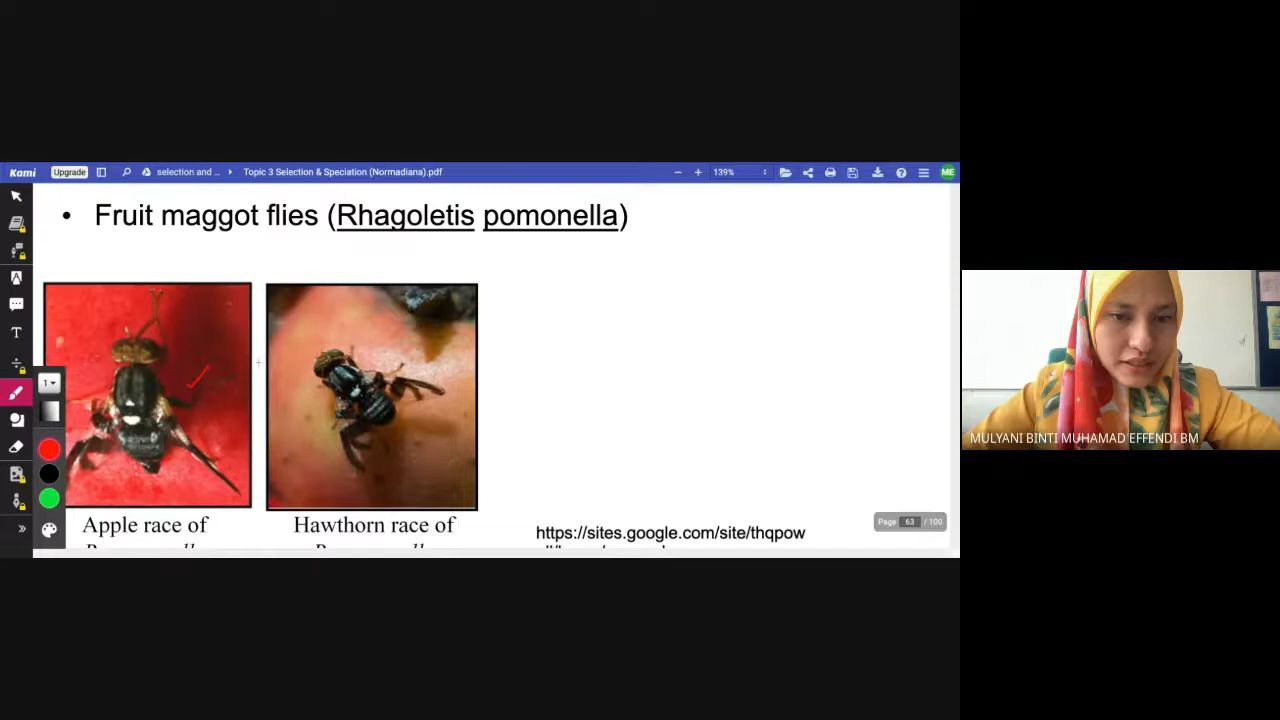 Kami Upgrade selection and ... Topic 3 Selection & Speciation (Normadiana).pdf 139% ME
• Fruit maggot flies (Rhagoletis pomonella)
1
Apple race of
Hawthorn race of
https://sites.google.com/site/thqpow
Page 63 / 100
MULYANI BINTI MUHAMAD EFFENDI BM